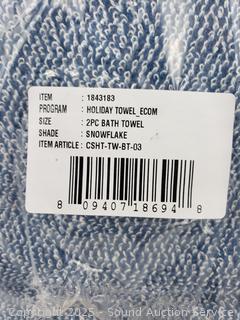 ITEM : 1843183
PROGRAM : HOLIDAY TOWEL_ECOM
SIZE : 2PC BATH TOWEL
SHADE : SNOWFLAKE
ITEM ARTICLE : CSHT-TW-BT-03
8 09407 18694 8
Copyright 2025 - Sound Auction Service